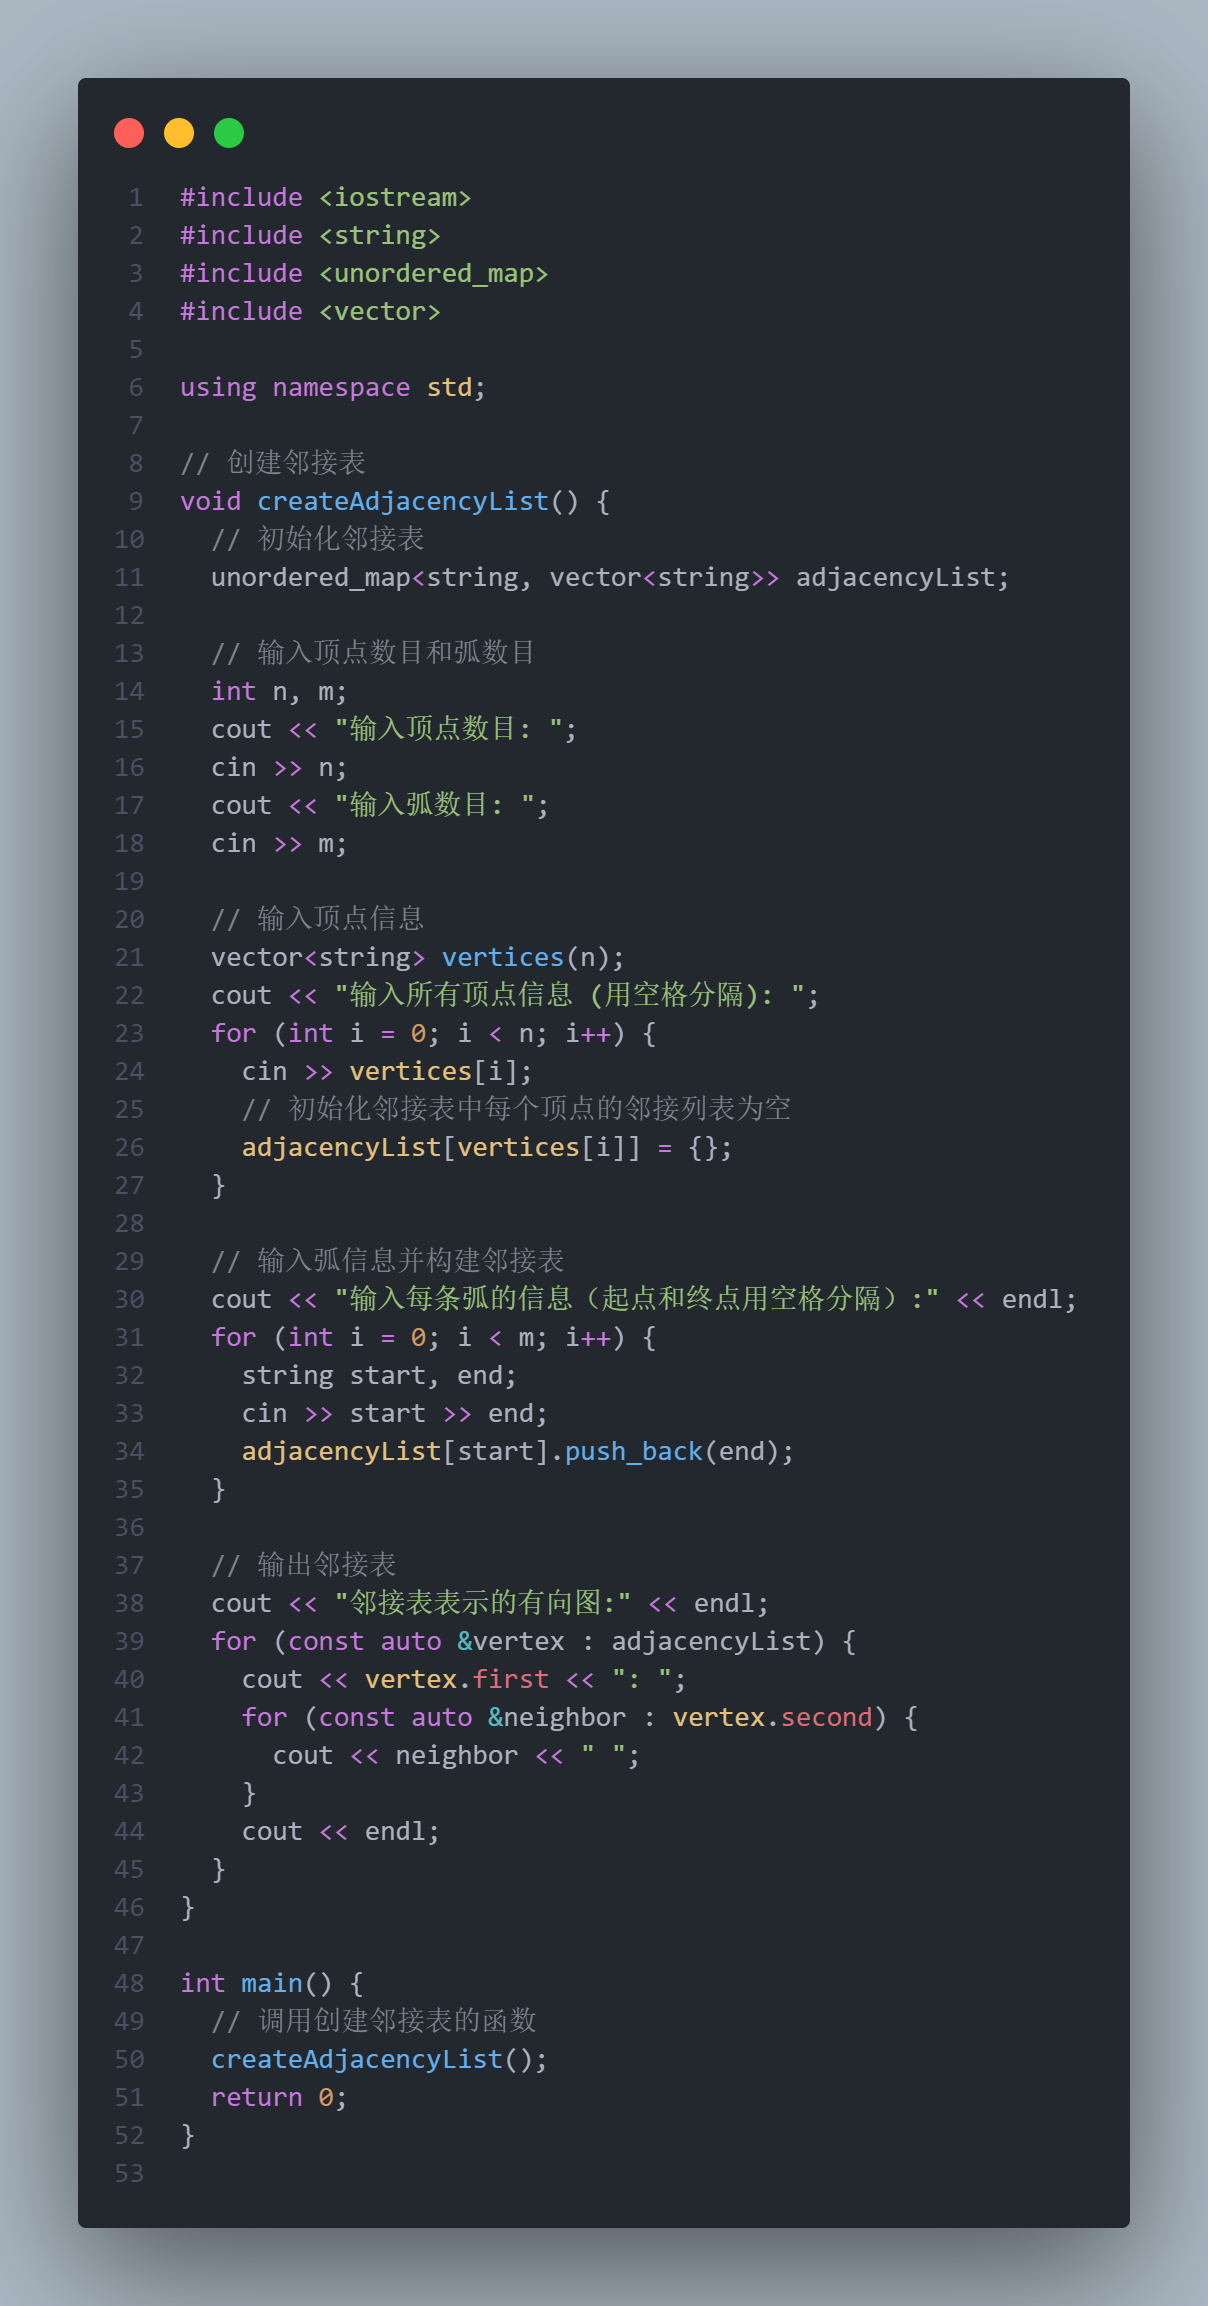 1 #include <iostream>
2 #include <string>
3 #include <unordered_map>
4 #include <vector>
5
6 using namespace std;
7
8 // 创建邻接表
9 void createAdjacencyList() {
10   // 初始化邻接表
11   unordered_map<string, vector<string>> adjacencyList;
12
13   // 输入顶点数目和弧数目
14   int n, m;
15   cout << "输入顶点数目: ";
16   cin >> n;
17   cout << "输入弧数目: ";
18   cin >> m;
19
20   // 输入顶点信息
21   vector<string> vertices(n);
22   cout << "输入所有顶点信息 (用空格分隔): ";
23   for (int i = 0; i < n; i++) {
24     cin >> vertices[i];
25     // 初始化邻接表中每个顶点的邻接列表为空
26     adjacencyList[vertices[i]] = {};
27   }
28
29   // 输入弧信息并构建邻接表
30   cout << "输入每条弧的信息（起点和终点用空格分隔）:" << endl;
31   for (int i = 0; i < m; i++) {
32     string start, end;
33     cin >> start >> end;
34     adjacencyList[start].push_back(end);
35   }
36
37   // 输出邻接表
38   cout << "邻接表表示的有向图:" << endl;
39   for (const auto &vertex : adjacencyList) {
40     cout << vertex.first << ": ";
41     for (const auto &neighbor : vertex.second) {
42       cout << neighbor << " ";
43     }
44     cout << endl;
45   }
46 }
47
48 int main() {
49   // 调用创建邻接表的函数
50   createAdjacencyList();
51   return 0;
52 }
53